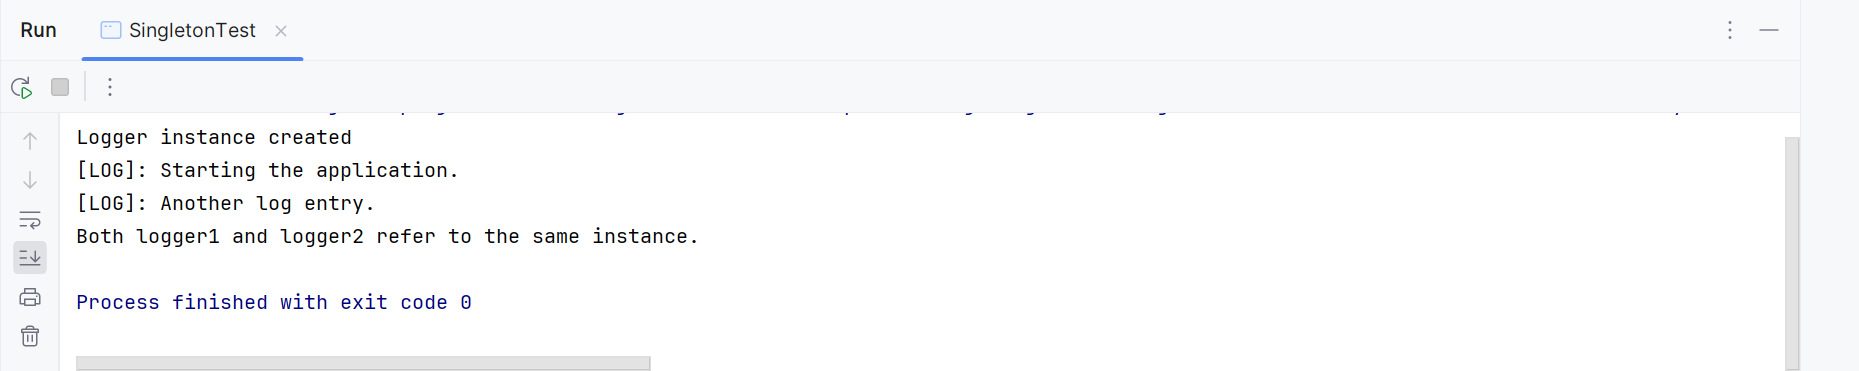 Run
SingletonTest
Logger instance created
[LOG]: Starting the application.
[LOG]: Another log entry.
Both logger1 and logger2 refer to the same instance.
Process finished with exit code 0